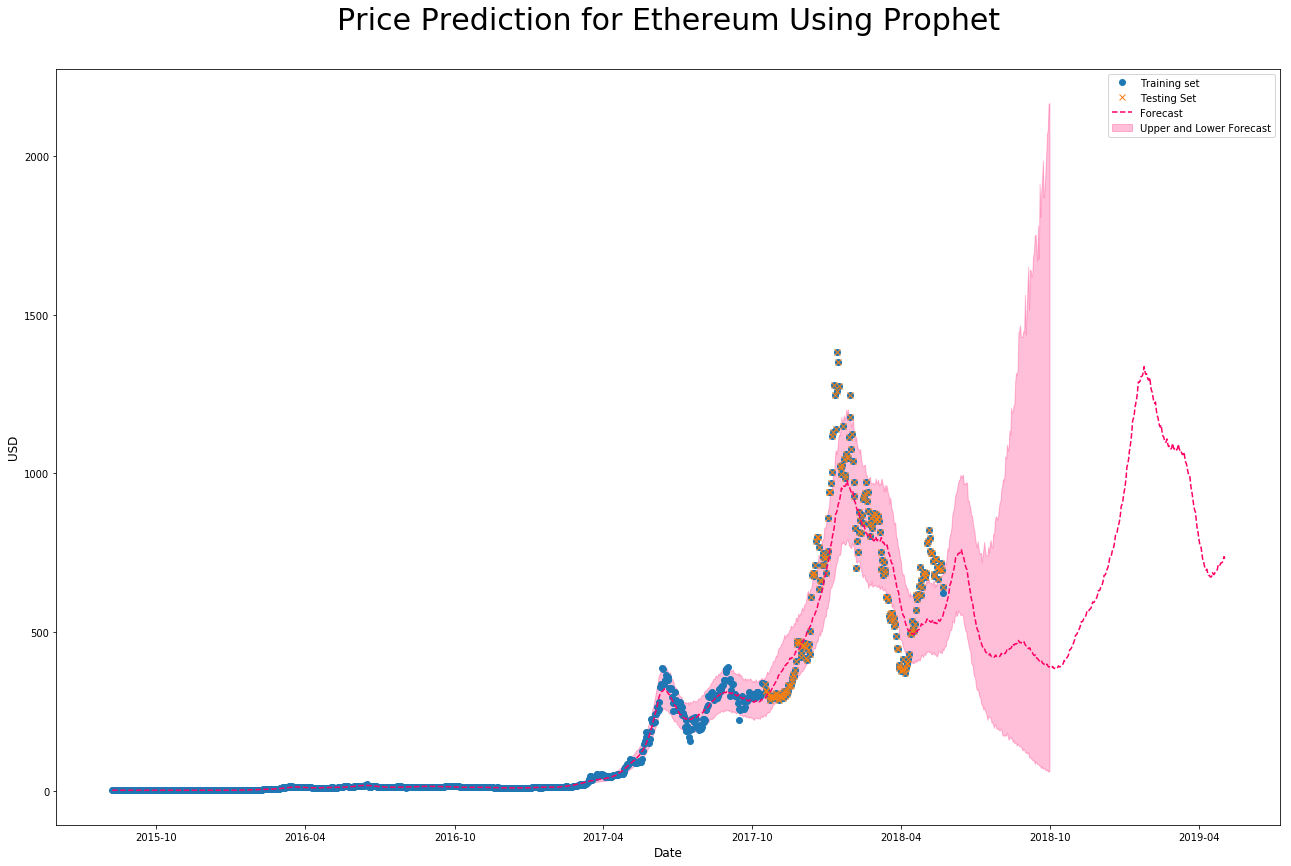 Price Prediction for Ethereum Using Prophet
Training set
Testing Set
Forecast
Upper and Lower Forecast
2000
1500
1000
500
0
USD
2015-10
2016-04
2016-10
2017-04
2017-10
2018-04
2018-10
2019-04
Date